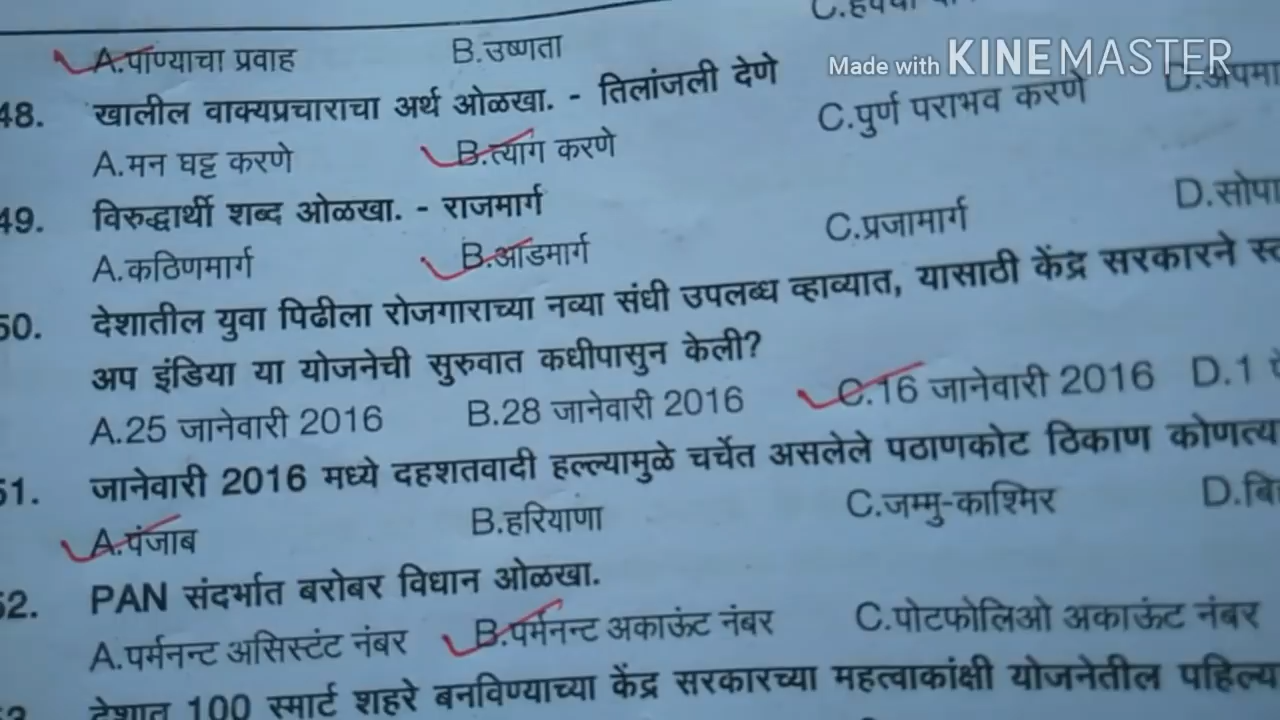 A.पाण्याचा प्रवाह B.उष्णता
Made with KINEMASTER
48. खालील वाक्यप्रचाराचा अर्थ ओळखा. - तिलांजली देणे
A.मन घट्ट करणे B.त्याग करणे C.पुर्ण पराभव करणे
49. विरुद्धार्थी शब्द ओळखा. - राजमार्ग
A.कठिणमार्ग B.आडमार्ग C.प्रजामार्ग
50. देशातील युवा पिढीला रोजगाराच्या नव्या संधी उपलब्ध व्हाव्यात, यासाठी केंद्र सरकारने
अप इंडिया या योजनेची सुरुवात कधीपासुन केली?
A.25 जानेवारी 2016 B.28 जानेवारी 2016 C.16 जानेवारी 2016 D.1
51. जानेवारी 2016 मध्ये दहशतवादी हल्ल्यामुळे चर्चेत असलेले पठाणकोट ठिकाण
A.पंजाब B.हरियाणा C.जम्मु-काश्मिर
52. PAN संदर्भात बरोबर विधान ओळखा.
A.पर्मनन्ट असिस्टंट नंबर B.पर्मनन्ट अकाऊंट नंबर C.पोटफोलिओ अकाऊंट नंबर
देशात 100 स्मार्ट शहरे बनविण्याच्या केंद्र सरकारच्या महत्वाकांक्षी योजनेतील